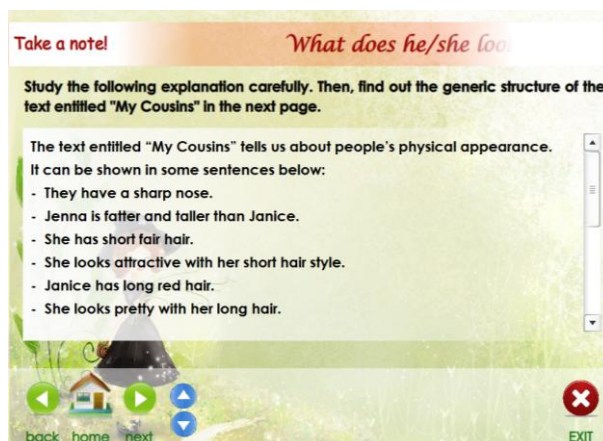 Take a note!
What does he/she loo
Study the following explanation carefully. Then, find out the generic structure of the
text entitled "My Cousins" in the next page.
The text entitled “My Cousins” tells us about people’s physical appearance.
It can be shown in some sentences below:
- They have a sharp nose.
- Jenna is fatter and taller than Janice.
- She has short fair hair.
- She looks attractive with her short hair style.
- Janice has long red hair.
- She looks pretty with her long hair.
back home next
EXIT